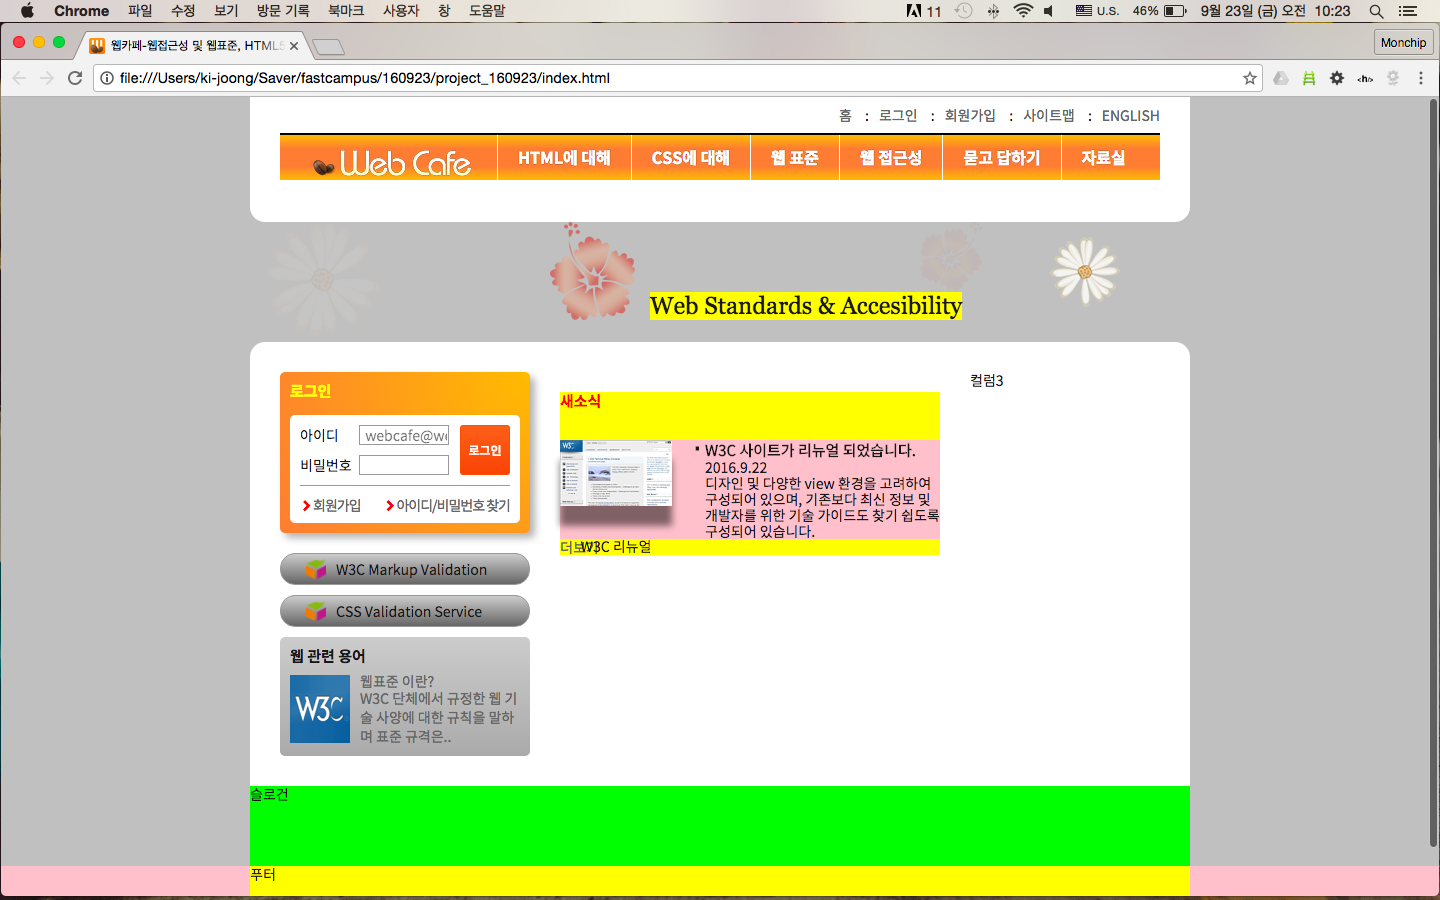 Chrome 파일 수정 보기 방문 기록 북마크 사용자 창 도움말 11 U.S. 46% 9월 23일 (금) 오전 10:23
웹카페-웹접근성 및 웹표준, HTML5
Monchip
file:///Users/ki-joong/Saver/fastcampus/160923/project_160923/index.html
홈 : 로그인 : 회원가입 : 사이트맵 : ENGLISH
Web Cafe HTML에 대해 CSS에 대해 웹 표준 웹 접근성 묻고 답하기 자료실
Web Standards & Accesibility
로그인
아이디 webcafe@we
비밀번호
로그인
회원가입 아이디/비밀번호 찾기
W3C Markup Validation
CSS Validation Service
웹 관련 용어
W3C
웹표준 이란?
W3C 단체에서 규정한 웹 기
술 사양에 대한 규칙을 말하
며 표준 규격은..
새소식
W3C
W3C 사이트가 리뉴얼 되었습니다.
2016.9.22
디자인 및 다양한 view 환경을 고려하여
구성되어 있으며, 기존보다 최신 정보 및
개발자를 위한 기술 가이드도 찾기 쉽도록
구성되어 있습니다.
더보기
W3C 리뉴얼
컬럼3
슬로건
푸터